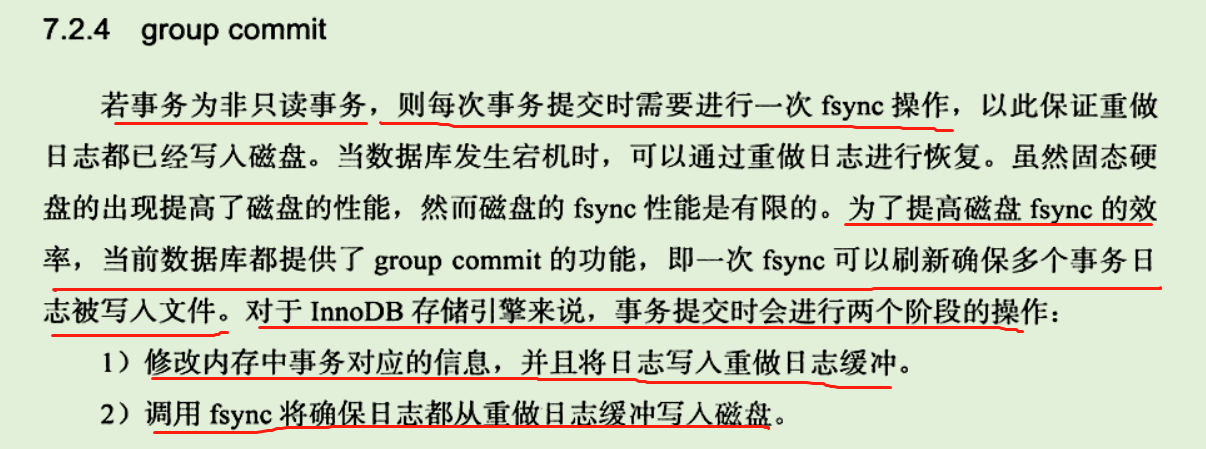 7.2.4 group commit
若事务为非只读事务，则每次事务提交时需要进行一次 fsync 操作，以此保证重做
日志都已经写入磁盘。当数据库发生宕机时，可以通过重做日志进行恢复。虽然固态硬
盘的出现提高了磁盘的性能，然而磁盘的 fsync 性能是有限的。为了提高磁盘 fsync 的效
率，当前数据库都提供了 group commit 的功能，即一次 fsync 可以刷新确保多个事务日
志被写入文件。对于 InnoDB 存储引擎来说，事务提交时会进行两个阶段的操作：
1）修改内存中事务对应的信息，并且将日志写入重做日志缓冲。
2）调用 fsync 将确保日志都从重做日志缓冲写入磁盘。